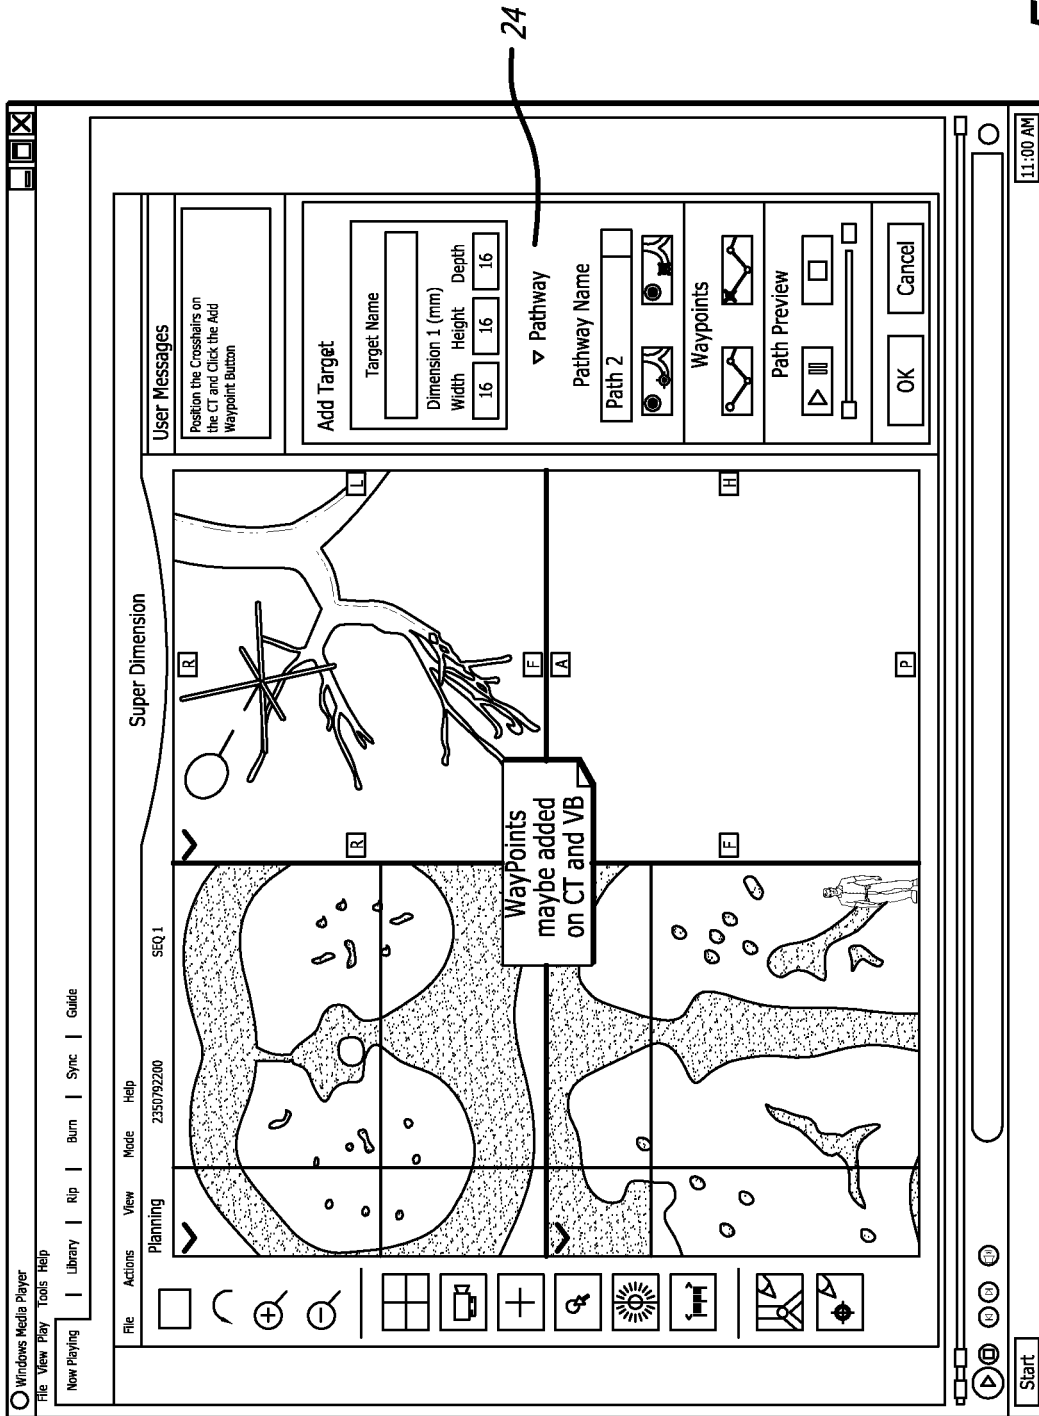 Windows Media Player
File View Play Tools Help
Now Playing | Library | Rip | Burn | Sync | Guide
Super Dimension
File Actions View Mode Help
Planning 2350792200 SEQ 1
User Messages
Position the Crosshairs on
the CT and Click the Add
Waypoint Button
Add Target
Target Name
Dimension 1 (mm)
Width Height Depth
16 16 16
Pathway
24
Pathway Name
Path 2
Waypoints
Path Preview
OK Cancel
R
R L
F
A
F H
P
WayPoints
maybe added
on CT and VB
Start 11:00 AM